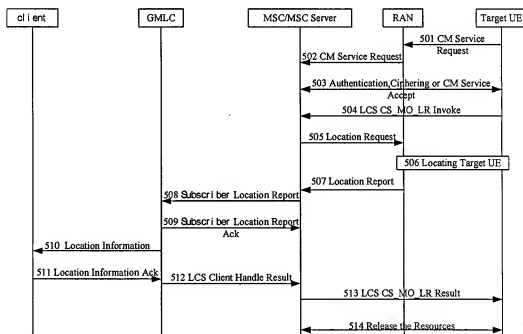 client GMLC MSC/MSC Server RAN Target UE
501 CM Service
Request
502 CM Service Request
503 Authentication,Ciphering or CM Service
Accept
504 LCS CS_MO_LR Invoke
505 Location Request
506 Locating Target UE
507 Location Report
508 Subscriber Location Report
509 Subscriber Location Report
Ack
510 Location Information
511 Location Information Ack
512 LCS Client Handle Result
513 LCS CS_MO_LR Result
514 Release the Resources